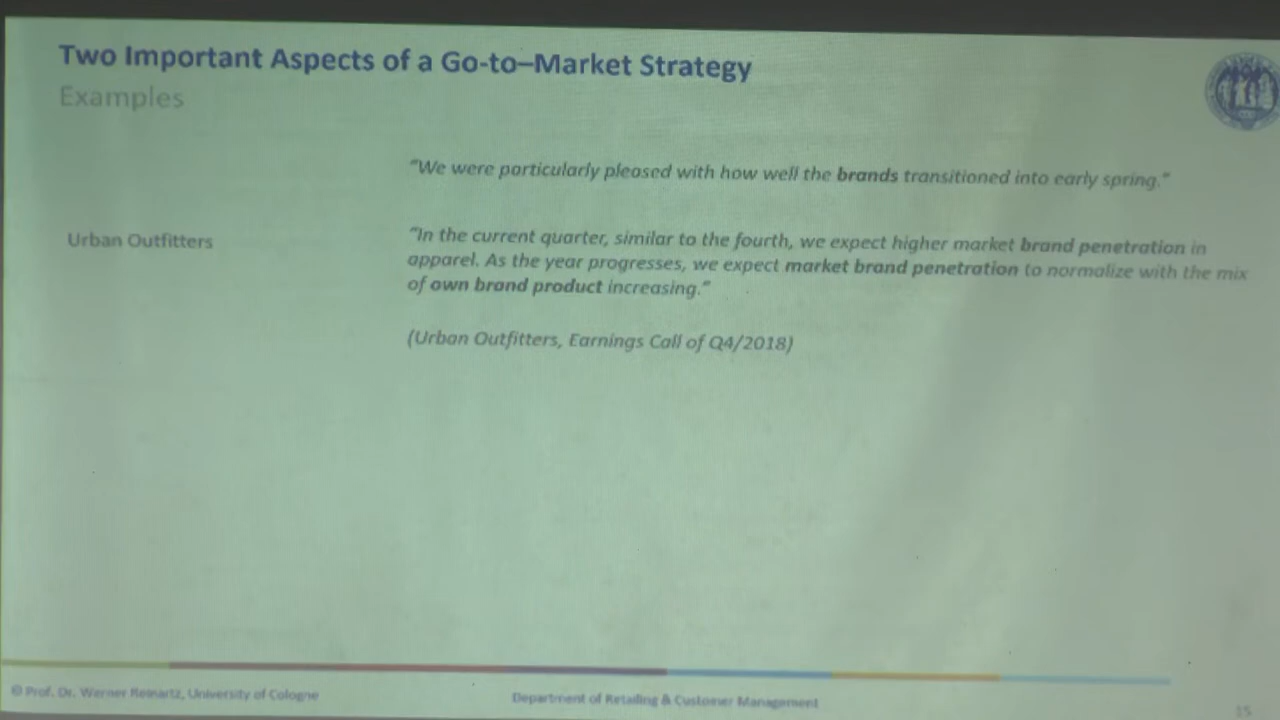 Two Important Aspects of a Go-to–Market Strategy
Examples
"We were particularly pleased with how well the brands transitioned into early spring."
Urban Outfitters
"In the current quarter, similar to the fourth, we expect higher market brand penetration in
apparel. As the year progresses, we expect market brand penetration to normalize with the mix
of own brand product increasing."
(Urban Outfitters, Earnings Call of Q4/2018)
© Prof. Dr. Werner Reinartz, University of Cologne
Department of Retailing & Customer Management
15